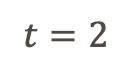 t = 2